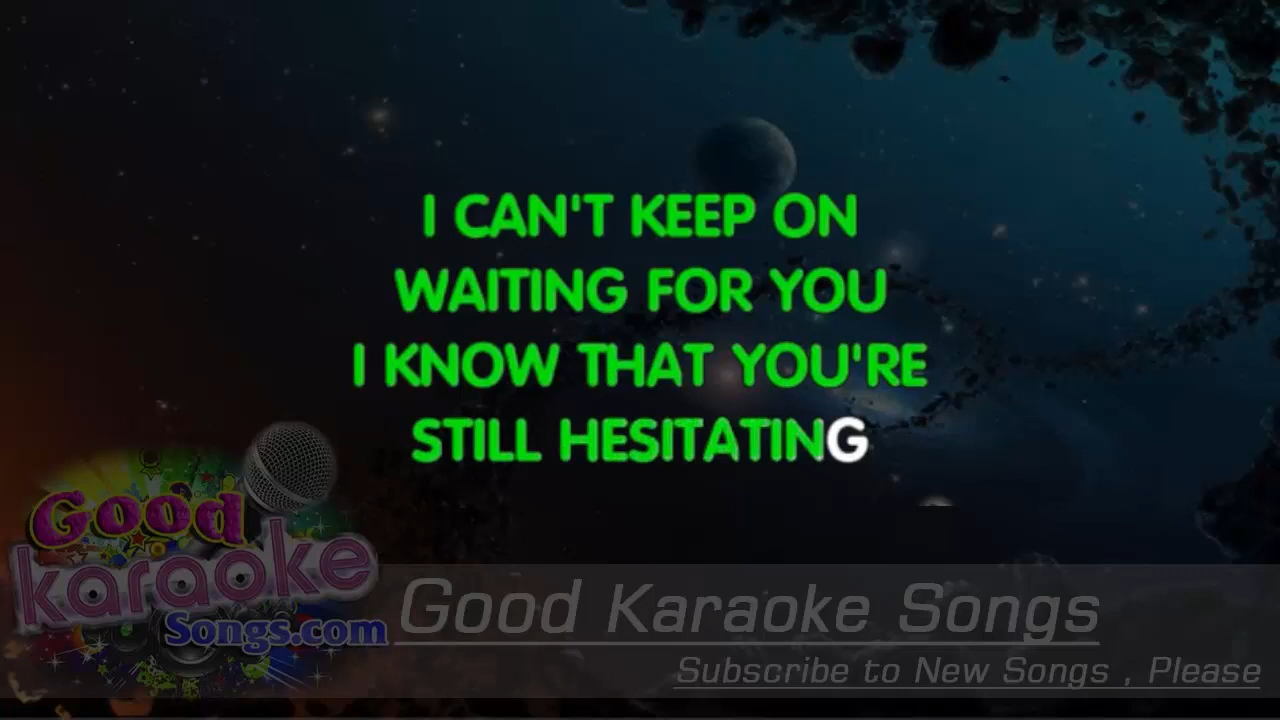 I CAN'T KEEP ON
WAITING FOR YOU
I KNOW THAT YOU'RE
STILL HESITATING
Good
karaoke
Songs.com
Good Karaoke Songs
Subscribe to New Songs , Please